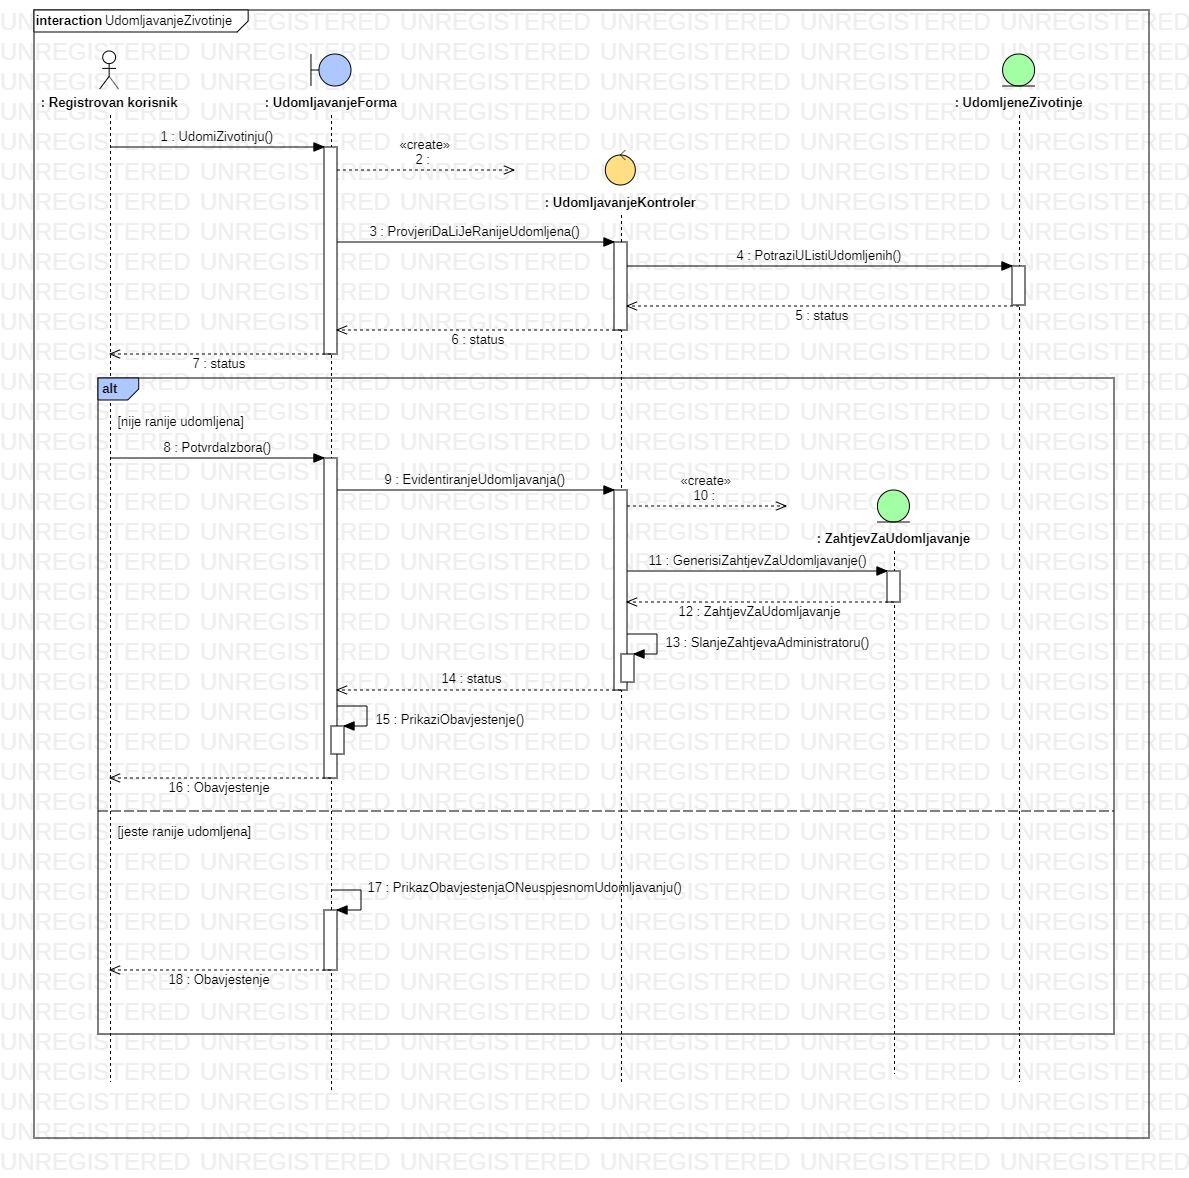 interaction UdomljavanjeZivotinje
: Registrovan korisnik
: UdomljavanjeForma
: UdomljeneZivotinje
1 : UdomiZivotinju()
«create»
2 :
: UdomljavanjeKontroler
3 : ProvjeriDaLiJeRanijeUdomljena()
4 : PotraziUListiUdomljenih()
5 : status
6 : status
7 : status
alt
[nije ranije udomljena]
8 : PotvrdaIzbora()
9 : EvidentiranjeUdomljavanja()
«create»
10 :
: ZahtjevZaUdomljavanje
11 : GenerisiZahtjevZaUdomljavanje()
12 : ZahtjevZaUdomljavanje
13 : SlanjeZahtjevaAdministratoru()
14 : status
15 : PrikaziObavjestenje()
16 : Obavjestenje
[jeste ranije udomljena]
17 : PrikazObavjestenjaONeuspjesnomUdomljavanju()
18 : Obavjestenje
UNREGISTERED UNREGISTERED UNREGISTERED UNREGISTERED UNREGISTERED UNREGISTERED